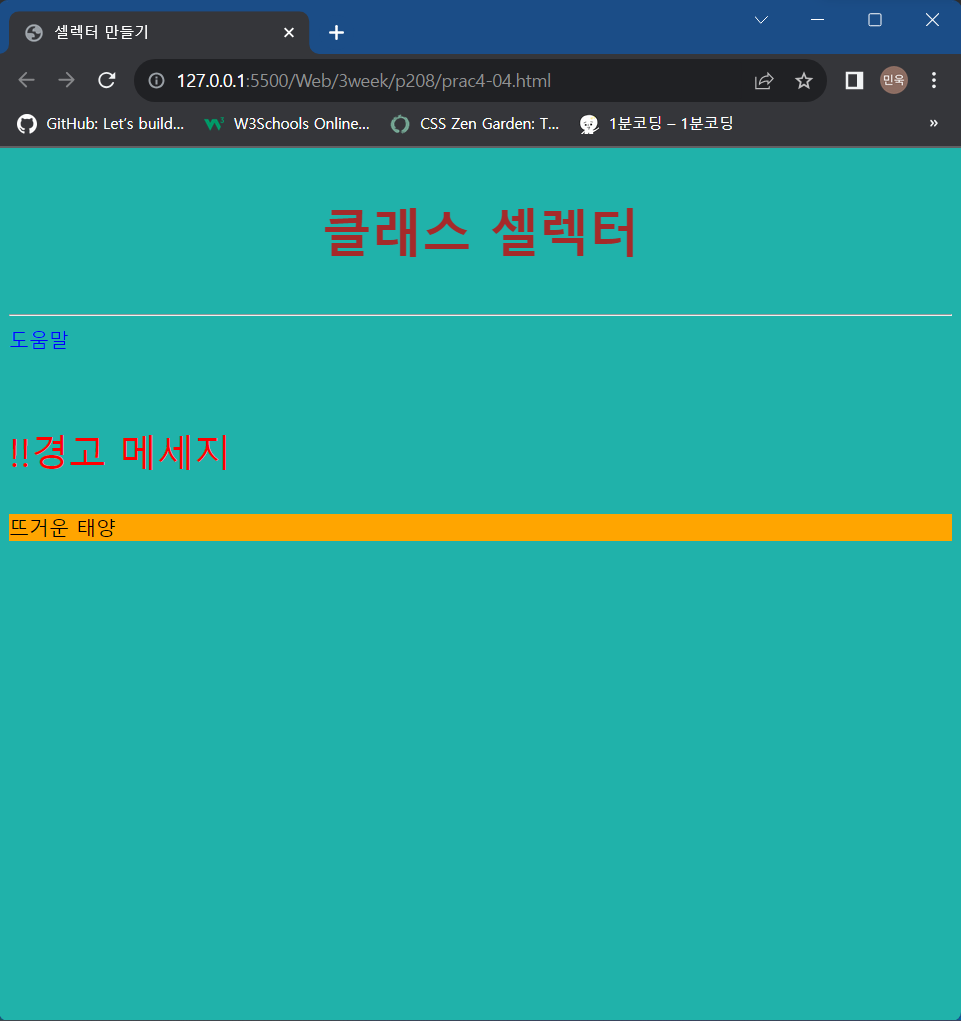 셀렉터 만들기
127.0.0.1:5500/Web/3week/p208/prac4-04.html
민욱
GitHub: Let's build... W3Schools Online... CSS Zen Garden: T... 1분코딩 – 1분코딩 »
클래스 셀렉터
도움말
!!경고 메세지
뜨거운 태양